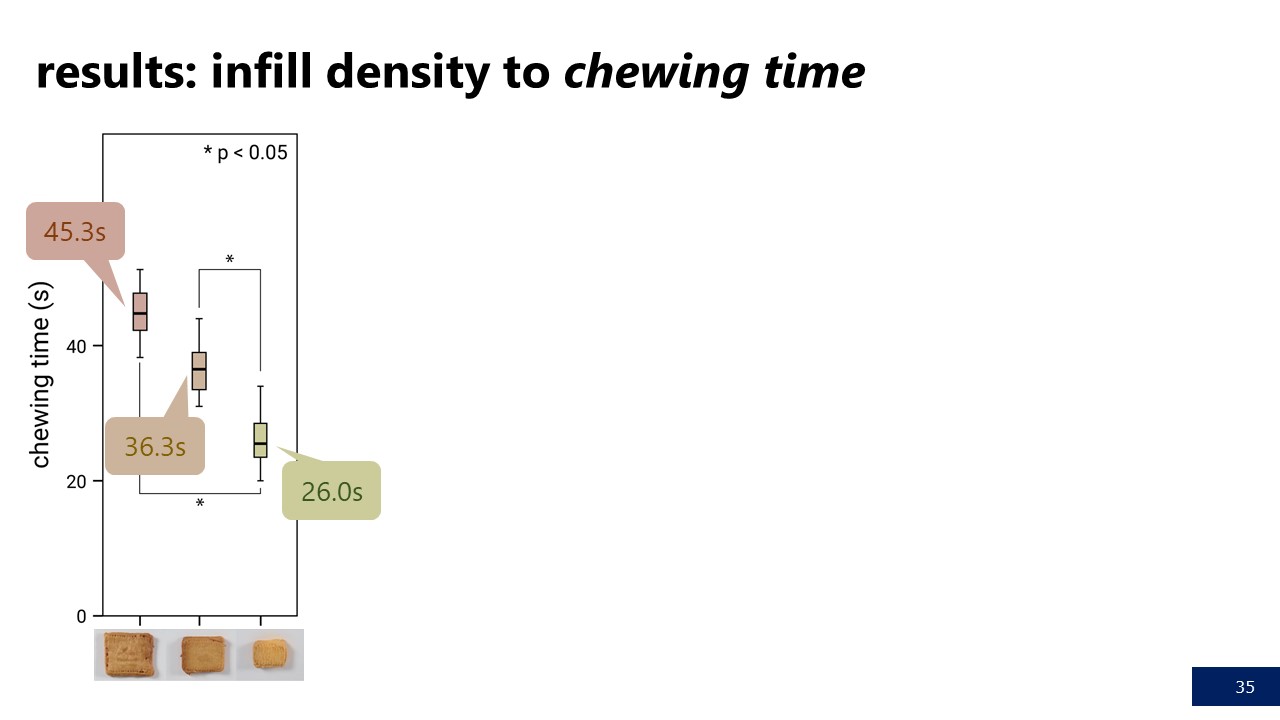 results: infill density to chewing time
* p < 0.05
45.3s
*
chewing time (s)
40
36.3s
20
26.0s
*
0
35